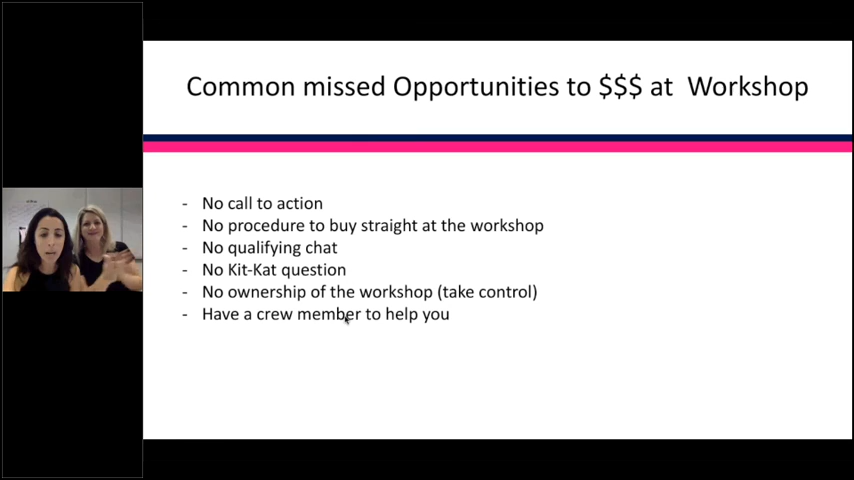 Common missed Opportunities to $$$ at Workshop
- No call to action
- No procedure to buy straight at the workshop
- No qualifying chat
- No Kit-Kat question
- No ownership of the workshop (take control)
- Have a crew member to help you